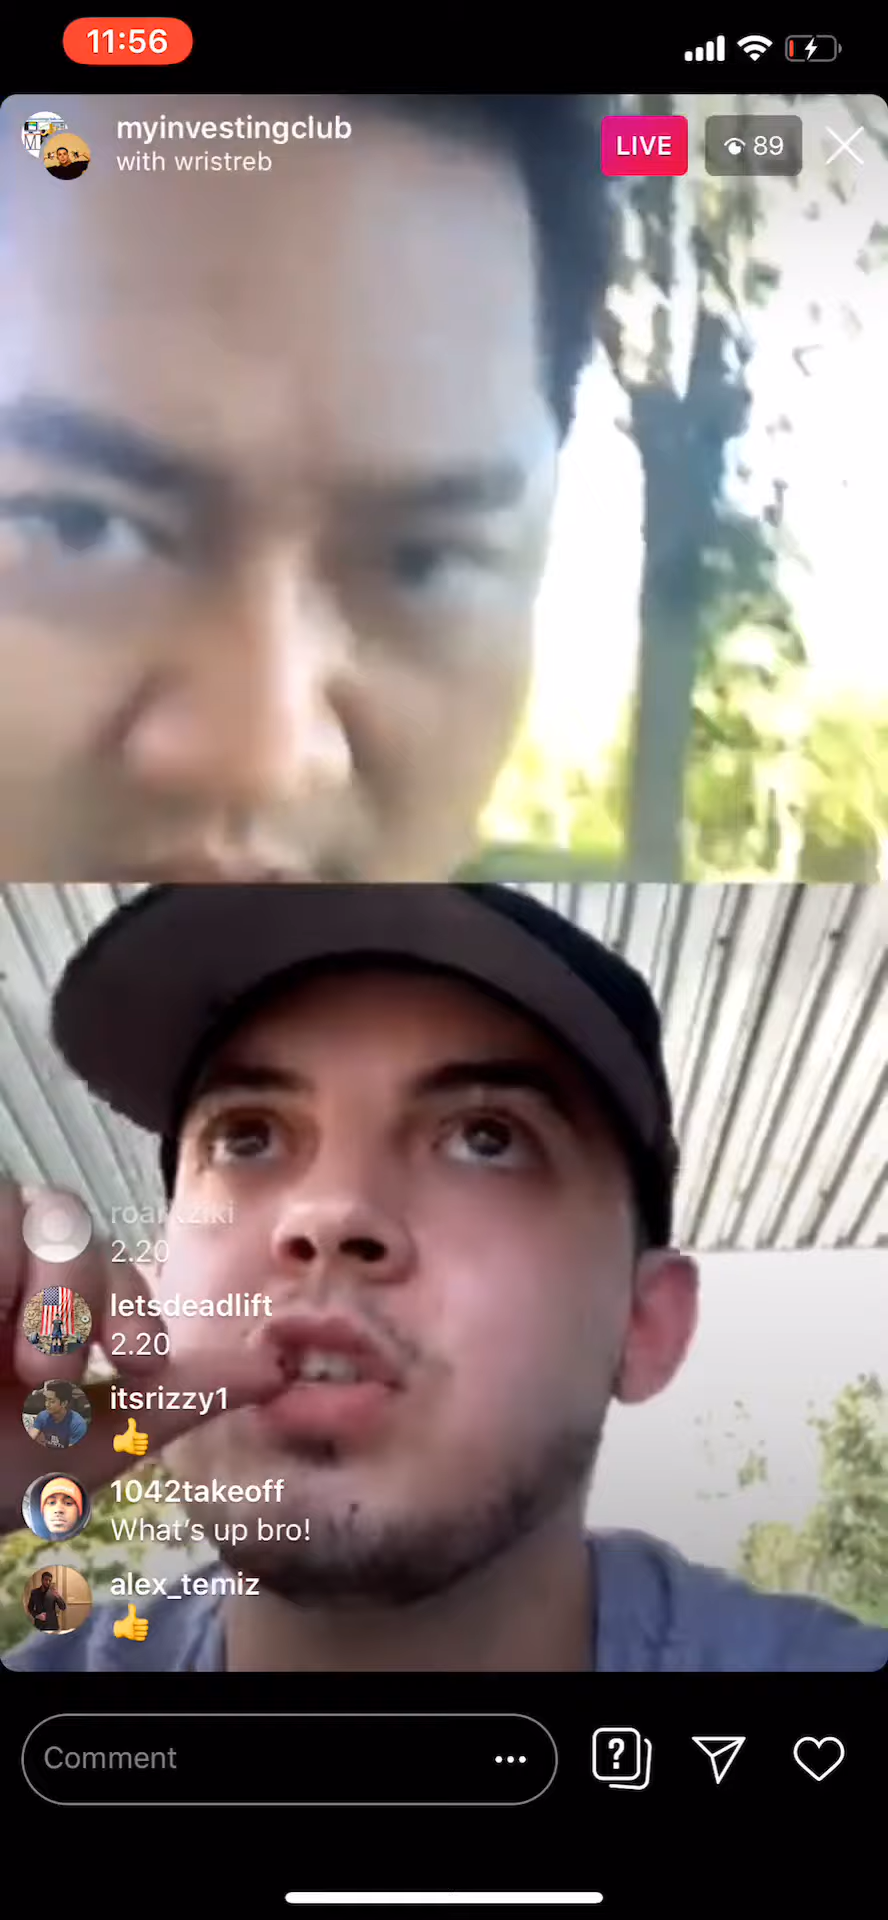 11:56
myinvestingclub
with wristreb
LIVE
89
2.20
letsdeadlift
2.20
itsrizzy1
1042takeoff
What's up bro!
alex_temiz
Comment